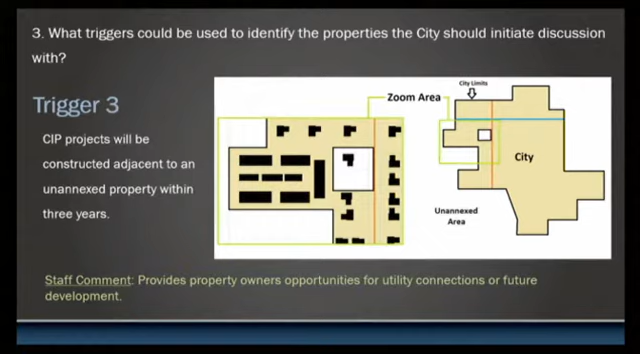 3. What triggers could be used to identify the properties the City should initiate discussion
with?
Trigger 3
CIP projects will be
constructed adjacent to an
unannexed property within
three years.
Zoom Area
City Limits
City
Unannexed
Area
Staff Comment: Provides property owners opportunities for utility connections or future
development.